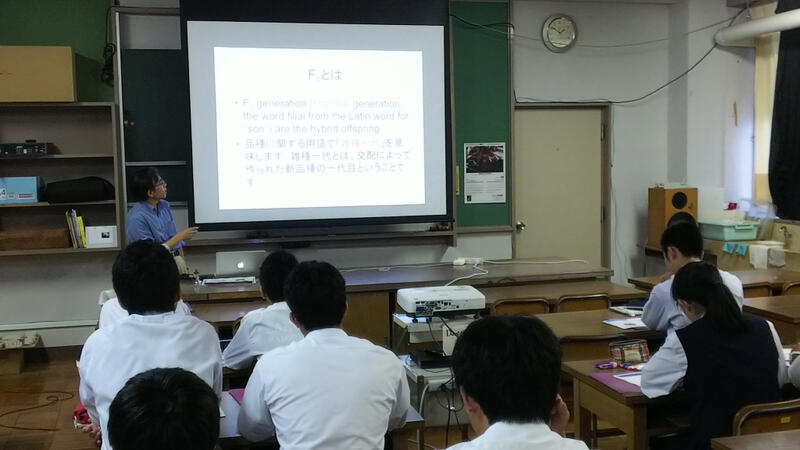 F₁とは
• F₁ generation (first filial generation,
the word filial from the Latin word for
'son') are the hybrid offspring
• 品種に関する用語で「雑種一代」を意
味します. 雑種一代とは、交配によって
作られた新品種の一代目ということで
す